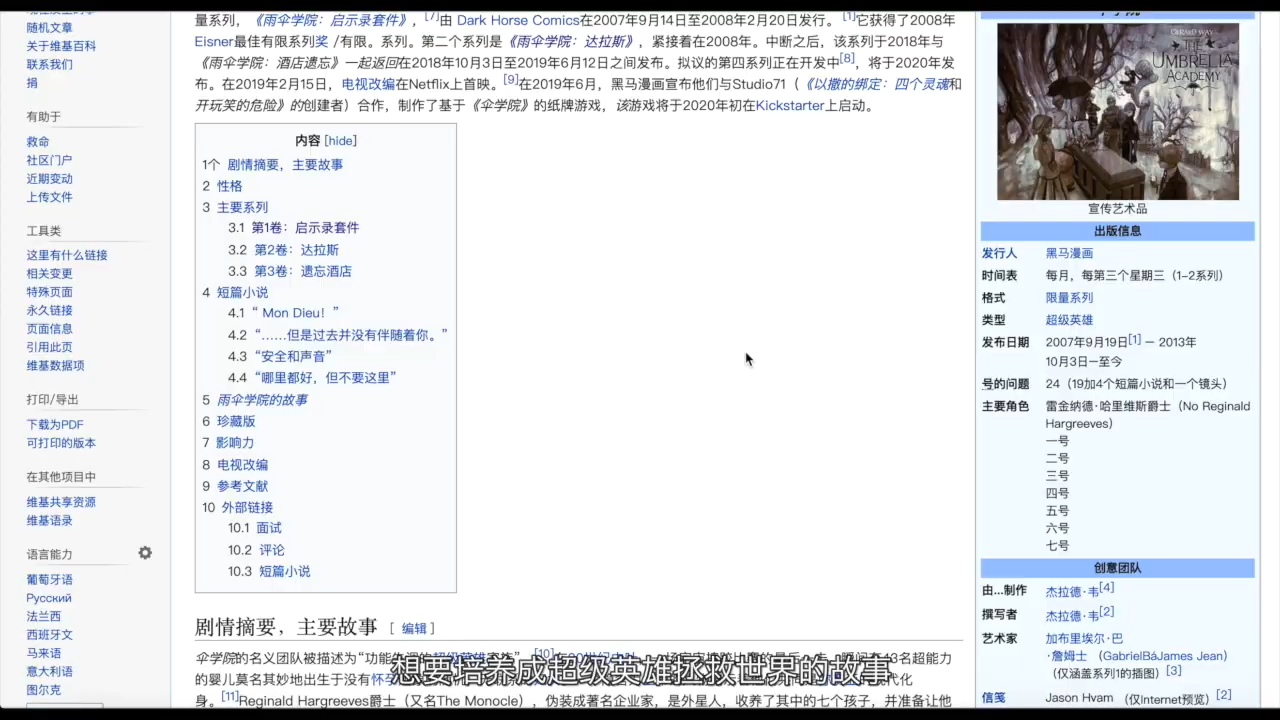 随机文章
关于维基百科
联系我们
捐
有助于
救命
社区门户
近期变动
上传文件
工具类
这里有什么链接
相关变更
特殊页面
永久链接
页面信息
引用此页
维基数据项
打印/导出
下载为PDF
可打印的版本
在其他项目中
维基共享资源
维基语录
语言能力
葡萄牙语
Русский
法兰西
西班牙文
马来语
意大利语
图尔克
量系列，《雨伞学院：启示录套件》，[7]由 Dark Horse Comics在2007年9月14日至2008年2月20日发行。[1]它获得了2008年
Eisner最佳有限系列奖 /有限。系列。第二个系列是《雨伞学院：达拉斯》，紧接着在2008年。中断之后，该系列于2018年与
《雨伞学院：酒店遗忘》一起返回在2018年10月3日至2019年6月12日之间发布。拟议的第四系列正在开发中[8]，将于2020年发
布。在2019年2月15日，电视改编在Netflix上首映。[9]在2019年6月，黑马漫画宣布他们与Studio71（《以撒的绑定：四个灵魂和
开玩笑的危险》的创建者）合作，制作了基于《伞学院》的纸牌游戏，该游戏将于2020年初在Kickstarter上启动。
内容 [hide]
1个 剧情摘要，主要故事
2 性格
3 主要系列
3.1 第1卷：启示录套件
3.2 第2卷：达拉斯
3.3 第3卷：遗忘酒店
4 短篇小说
4.1 “ Mon Dieu！”
4.2 “……但是过去并没有伴随着你。”
4.3 “安全和声音”
4.4 “哪里都好，但不要这里”
5 雨伞学院的故事
6 珍藏版
7 影响力
8 电视改编
9 参考文献
10 外部链接
10.1 面试
10.2 评论
10.3 短篇小说
剧情摘要，主要故事 [ 编辑 ]
伞学院的名义团队被描述为“功能
的婴儿莫名其妙地出生于没有怀
身。[11]Reginald Hargreeves爵士（又名The Monocle），伪装成著名企业家，是外星人，收养了其中的七个孩子，并准备让他
想要培养成超级英雄拯救世界的故事
GERARD WAY
THE UMBRELLA ACADEMY
宣传艺术品
出版信息
发行人 黑马漫画
时间表 每月，每第三个星期三（1-2系列）
格式 限量系列
类型 超级英雄
发布日期 2007年9月19日[1] – 2013年
10月3日–至今
号的问题 24（19加4个短篇小说和一个镜头）
主要角色 雷金纳德·哈里维斯爵士（No Reginald
Hargreeves)
一号
二号
三号
四号
五号
六号
七号
创意团队
由...制作 杰拉德·韦[4]
撰写者 杰拉德·韦[2]
艺术家 加布里埃尔·巴
·詹姆士 （GabrielBáJames Jean）
（仅涵盖系列1的插图）[3]
信笺 Jason Hvam （仅Internet预览）[2]